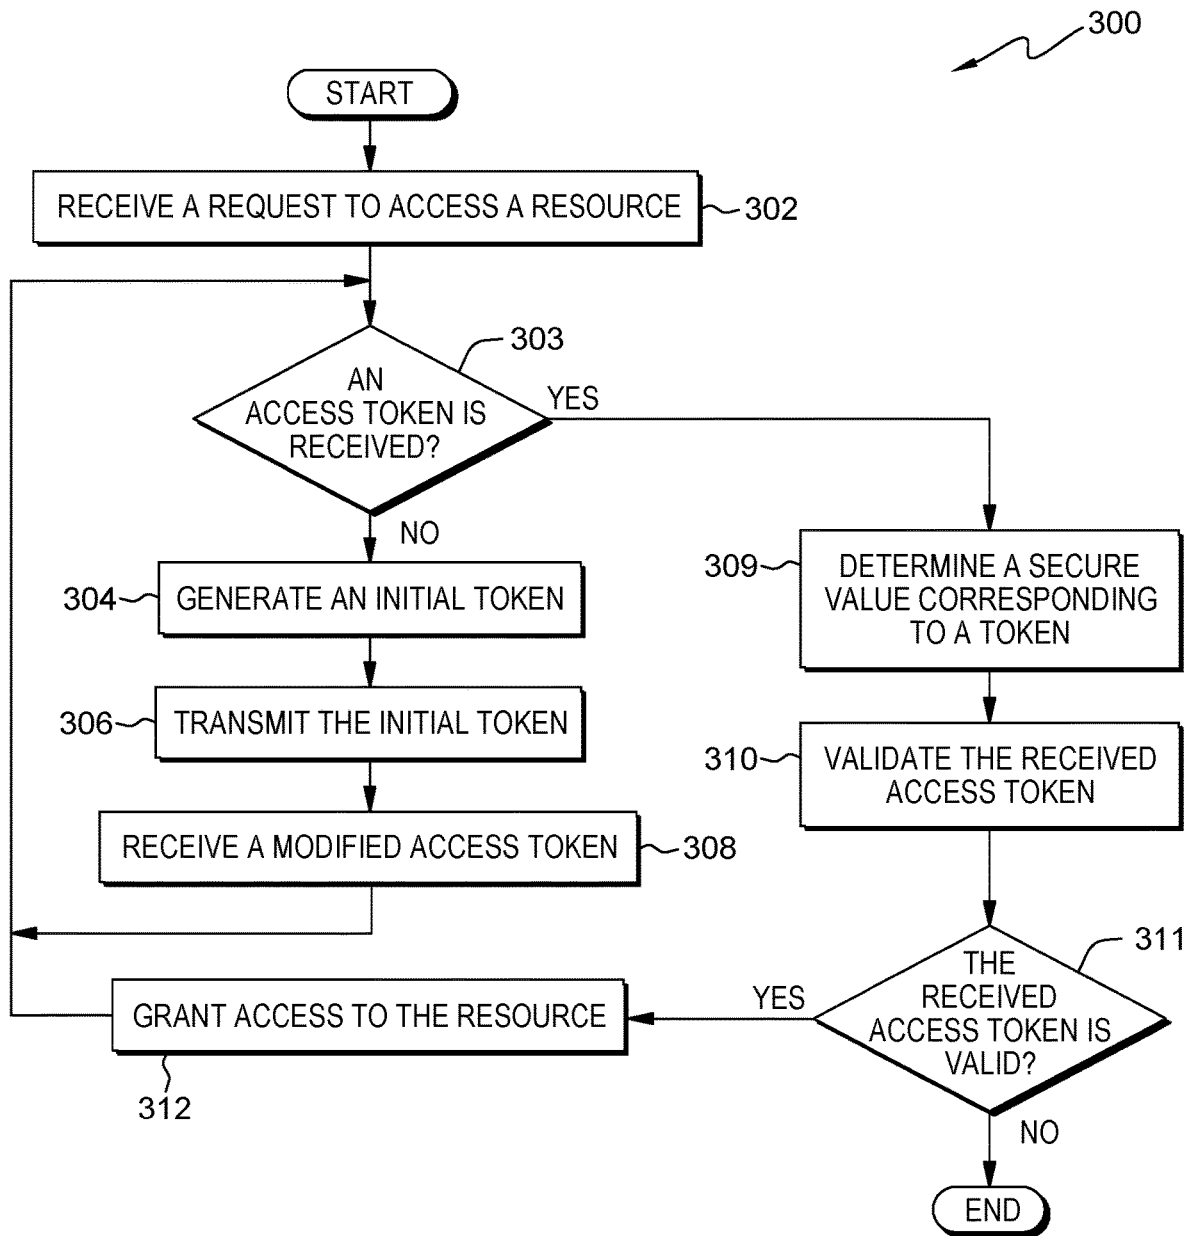 300
START
RECEIVE A REQUEST TO ACCESS A RESOURCE
302
303
AN
ACCESS TOKEN IS
RECEIVED?
YES
NO
304
GENERATE AN INITIAL TOKEN
306
TRANSMIT THE INITIAL TOKEN
RECEIVE A MODIFIED ACCESS TOKEN
308
309
DETERMINE A SECURE
VALUE CORRESPONDING
TO A TOKEN
310
VALIDATE THE RECEIVED
ACCESS TOKEN
311
THE
RECEIVED
ACCESS TOKEN IS
VALID?
YES
GRANT ACCESS TO THE RESOURCE
312
NO
END